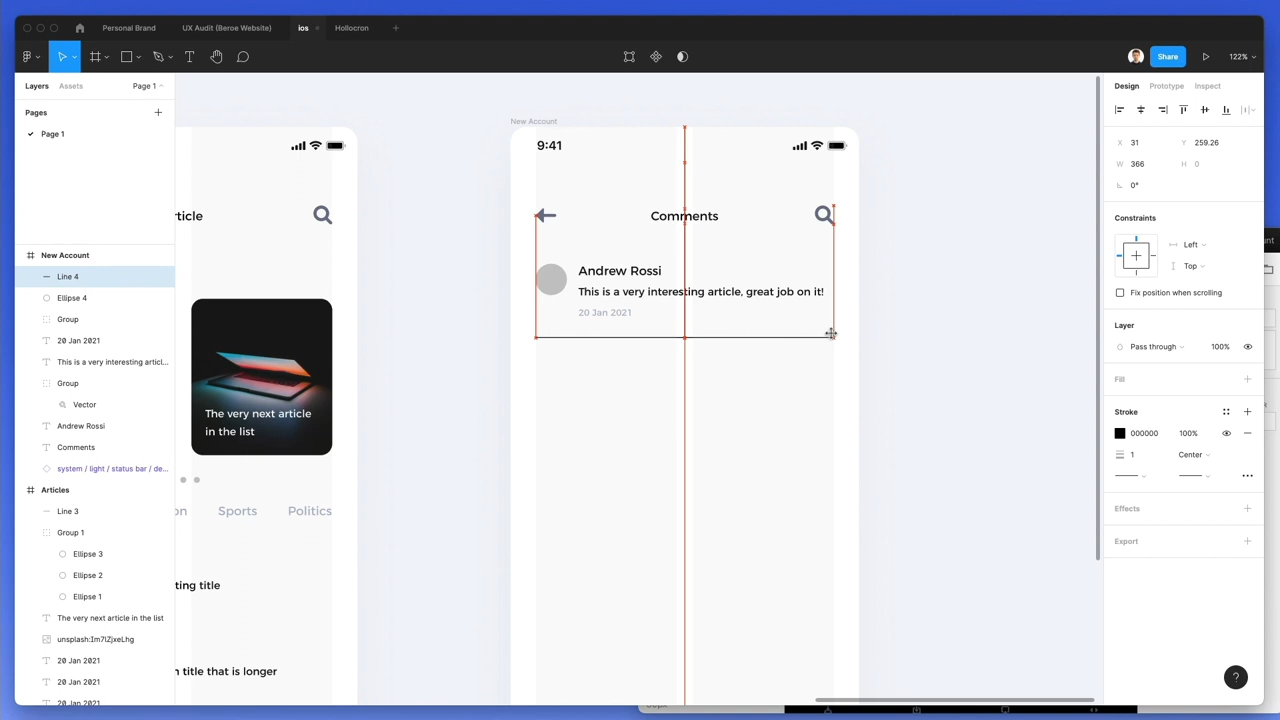 Personal Brand
UX Audit (Beroe Website)
ios
Hollocron
Share
122%
Layers
Assets
Page 1
Pages
Page 1
New Account
Line 4
Ellipse 4
Group
20 Jan 2021
This is a very interesting articl...
Group
Vector
Andrew Rossi
Comments
system / light / status bar / de...
Articles
Line 3
Group 1
Ellipse 3
Ellipse 2
Ellipse 1
The very next article in the list
unsplash:Im7lZjxeLhg
20 Jan 2021
20 Jan 2021
20 Jan 2021
rticle
The very next article
in the list
on
Sports
Politics
ting title
n title that is longer
New Account
9:41
Comments
Andrew Rossi
This is a very interesting article, great job on it!
20 Jan 2021
Design
Prototype
Inspect
X 31 Y 259.26
W 366 H 0
0°
Constraints
Left
Top
Fix position when scrolling
Layer
Pass through 100%
Fill
Stroke
000000 100%
1 Center
Effects
Export
?